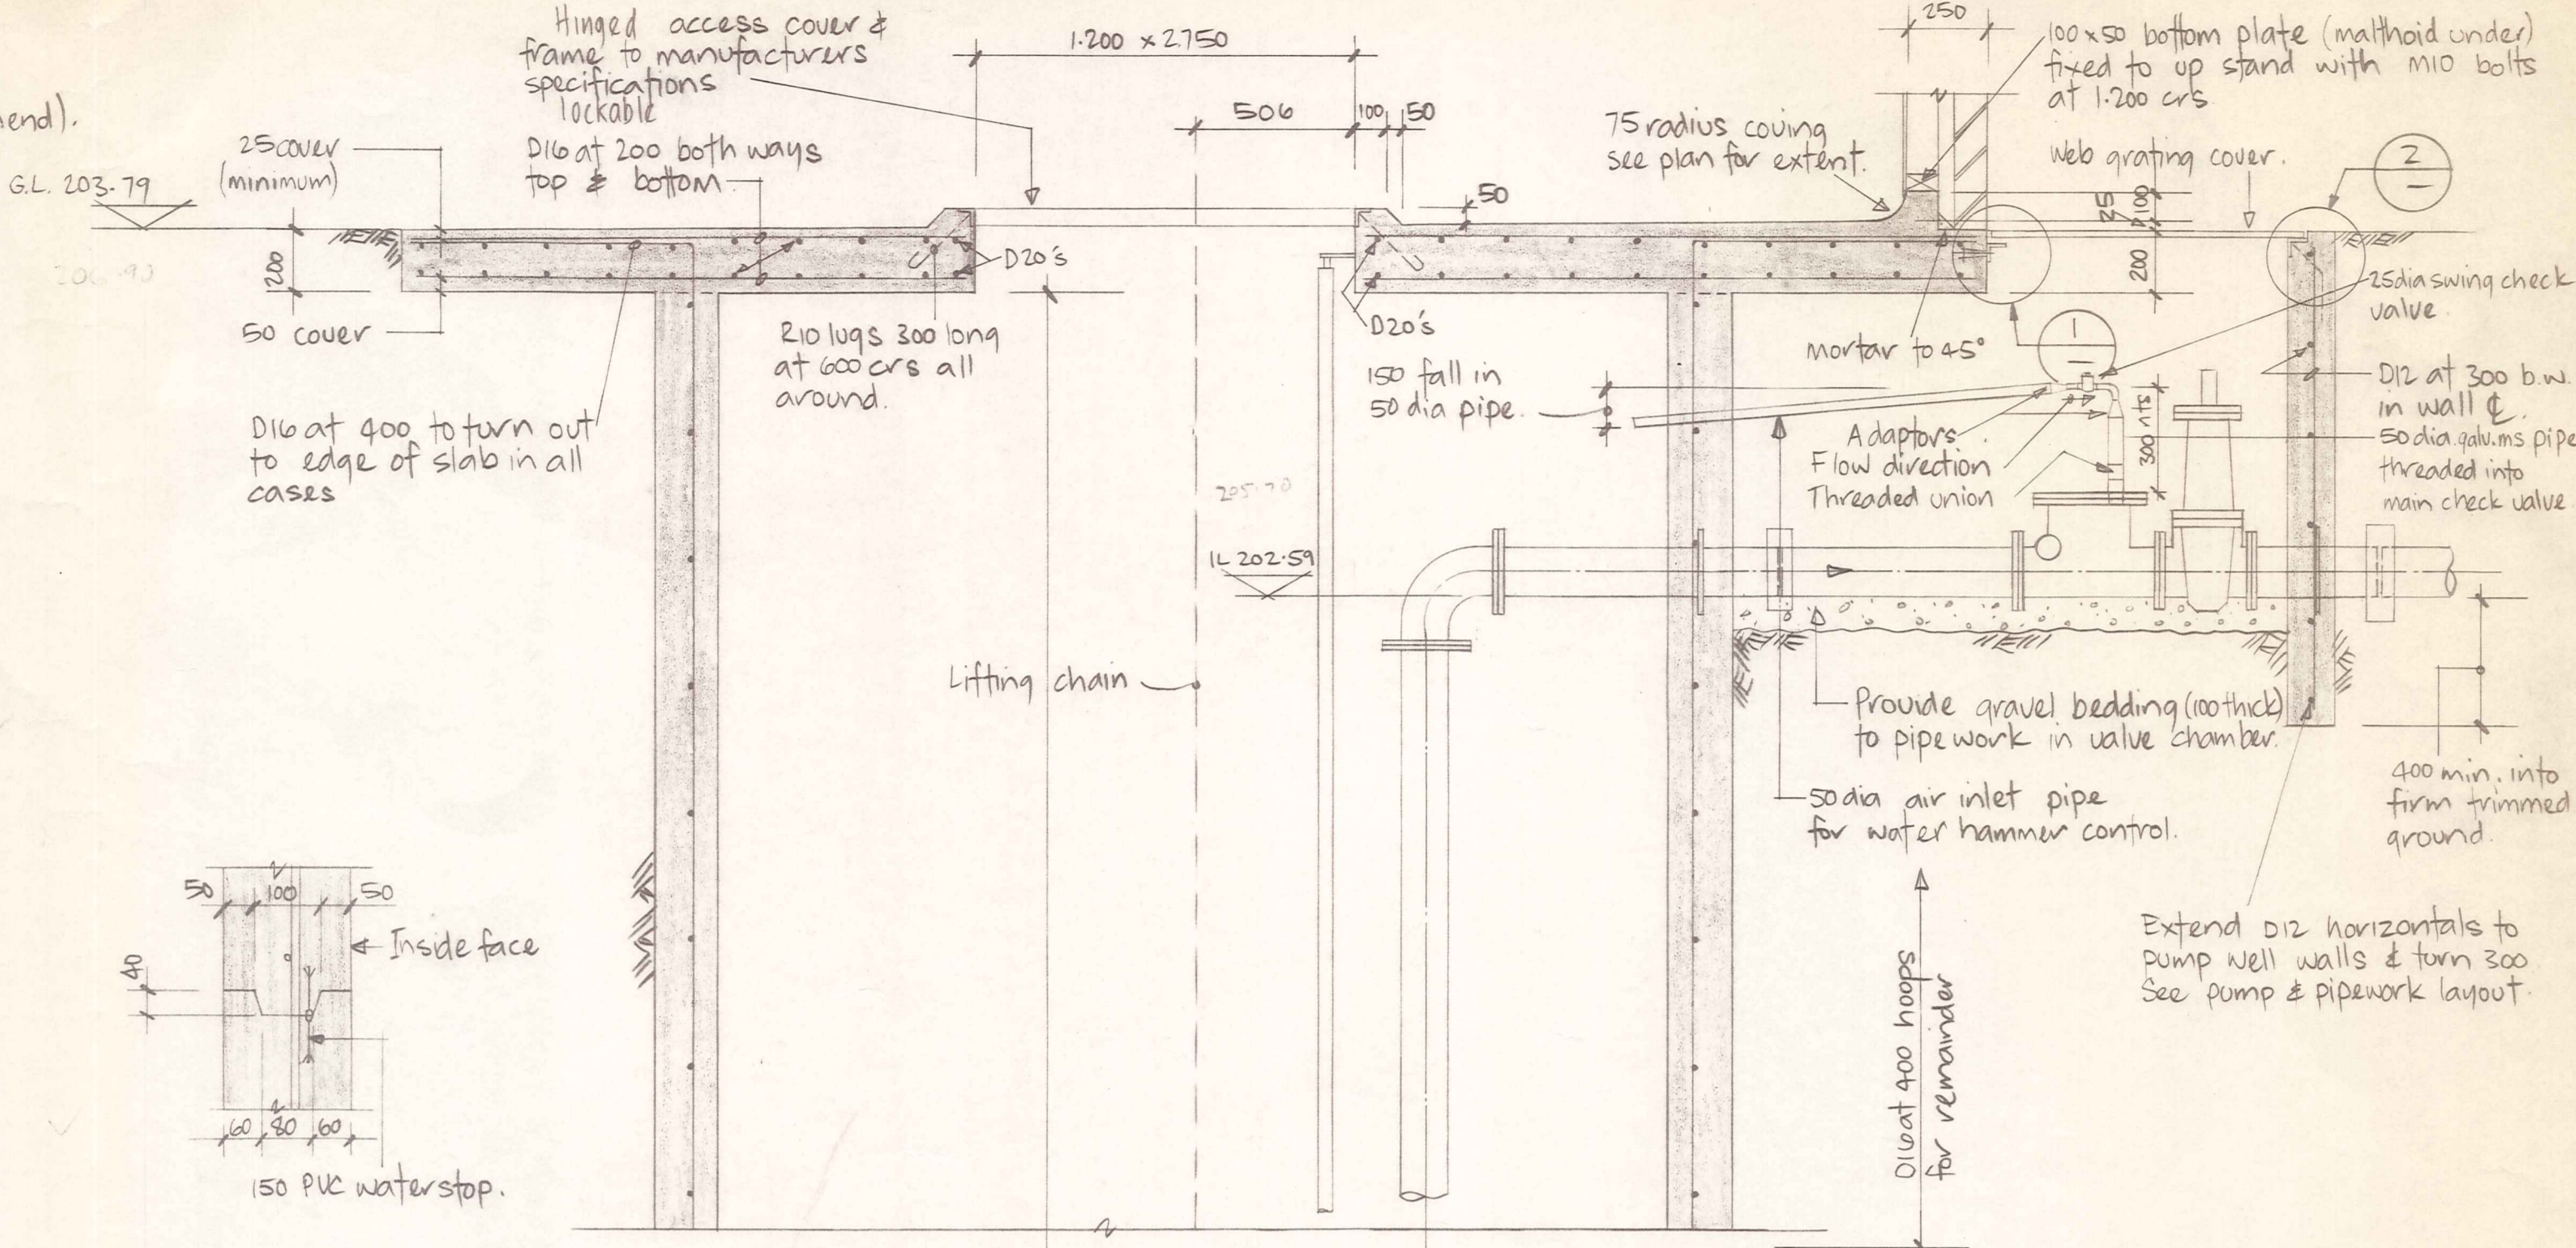 Hinged access cover &
frame to manufacturers
specifications
lockable
1.200 x 2.750
250
100 x 50 bottom plate (malthoid under)
fixed to up stand with M10 bolts
at 1.200 crs
end).
G.L. 203.79
25 cover
(minimum)
D16 at 200 both ways
top & bottom
506
100
50
75 radius coving
see plan for extent.
Web grating cover.
2
–
50
25
100
200
206.90
200
D20's
D20's
50 cover
R10 lugs 300 long
at 600 crs all
around.
D16 at 400 to turn out
to edge of slab in all
cases
150 fall in
50 dia pipe.
mortar to 45°
1
–
25 dia swing check
valve
D12 at 300 b.w.
in wall ℄.
50 dia.galv.ms pipe
threaded into
main check valve
Adaptors
Flow direction
Threaded union
300 nts
205.70
IL 202.59
Lifting chain
Provide gravel bedding (100 thick)
to pipework in valve chamber.
50 dia air inlet pipe
for water hammer control.
400 min. into
firm trimmed
ground.
50
100
50
Inside face
40
60
80
60
150 PVC waterstop.
D16 at 400 hoops
for remainder
Extend D12 horizontals to
pump well walls & turn 300
See pump & pipework layout.